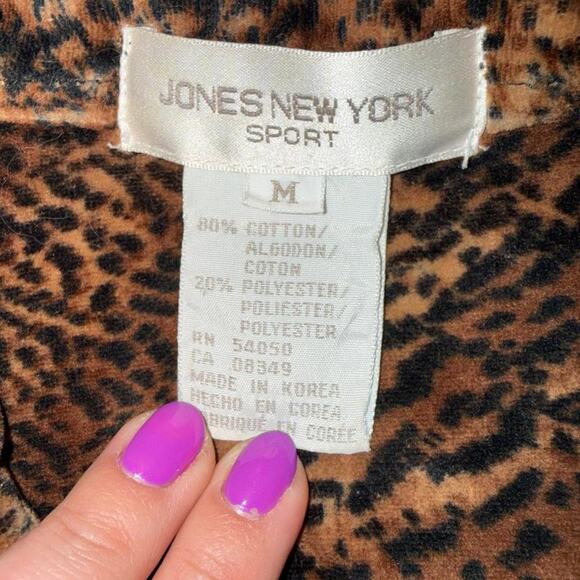 JONES NEW YORK
SPORT
M
80% COTTON/
ALGODON/
COTON
20% POLYESTER/
POLIESTER/
POLYESTER
RN 54050
CA 08349
MADE IN KOREA
HECHO EN COREA
FABRIQUÉ EN CORÉE